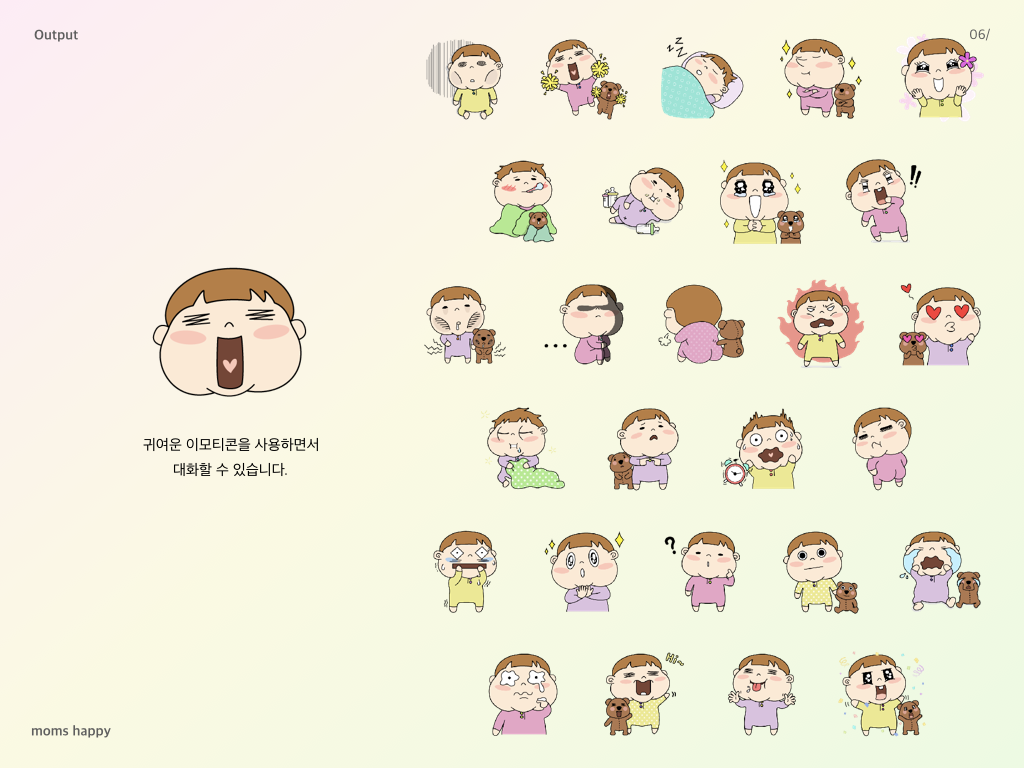 Output
06/
z z z
!!
귀여운 이모티콘을 사용하면서
대화할 수 있습니다.
...
?
Hi~
moms happy